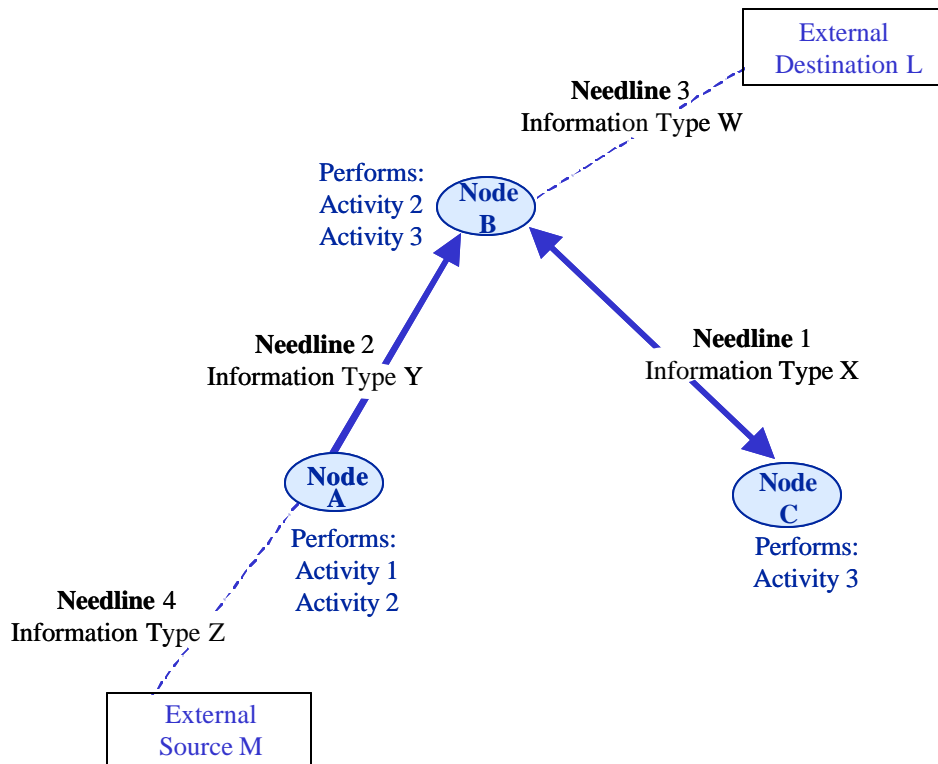 External
Destination L
Needline 3
Information Type W
Performs:
Activity 2
Activity 3
Node
B
Needline 2
Information Type Y
Needline 1
Information Type X
Node
A
Performs:
Activity 1
Activity 2
Node
C
Performs:
Activity 3
Needline 4
Information Type Z
External
Source M